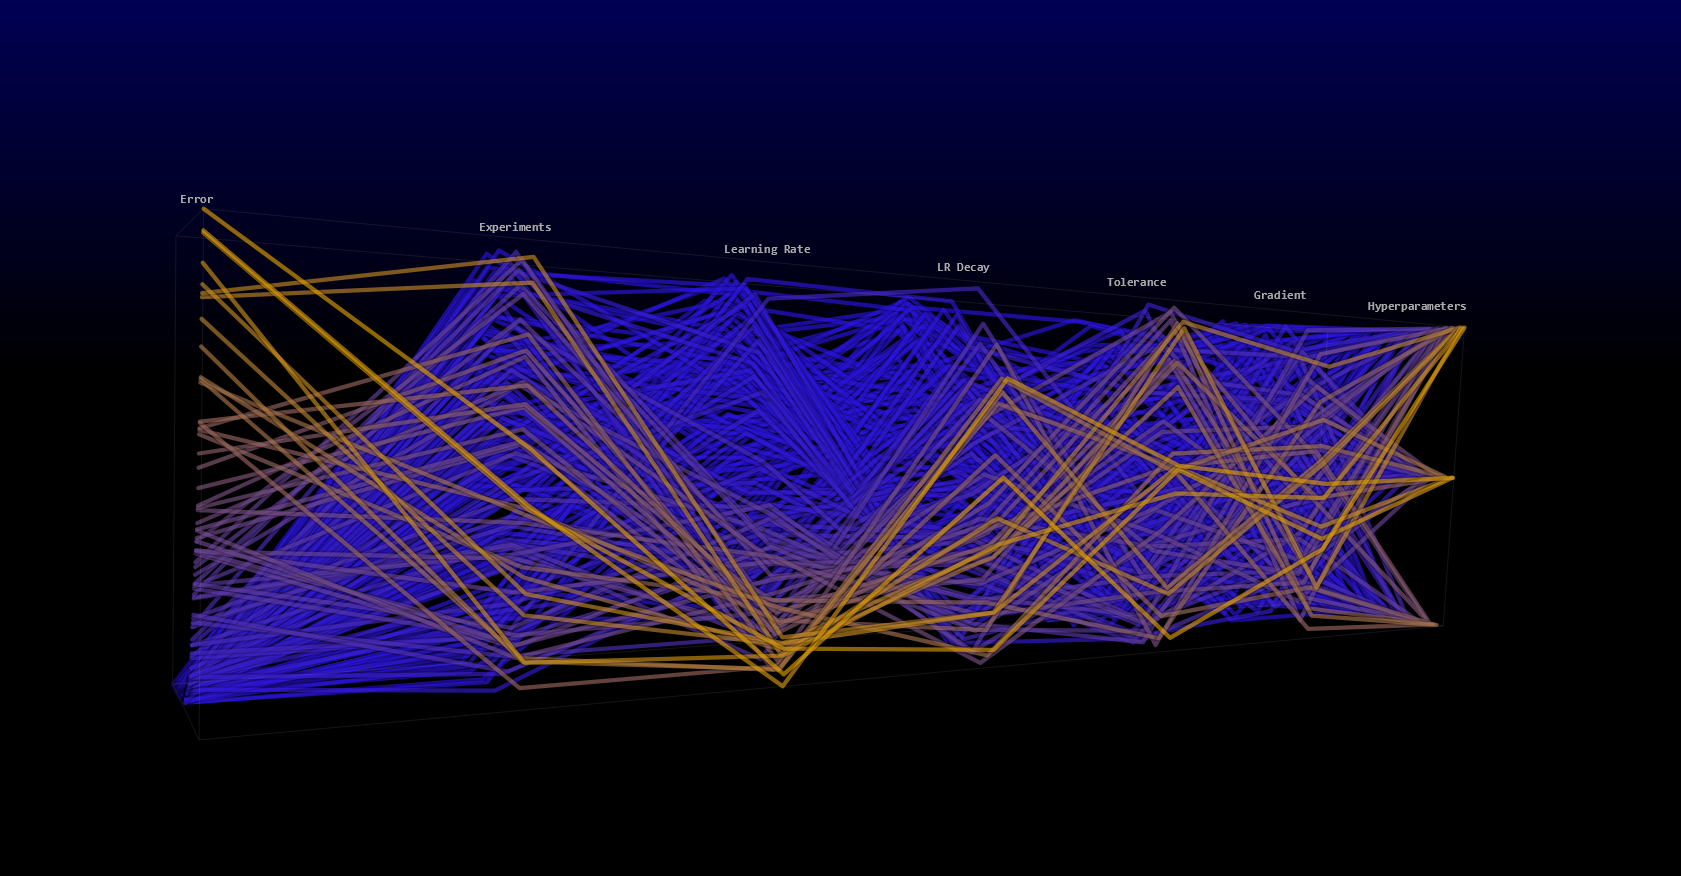 Error
Experiments
Learning Rate
LR Decay
Tolerance
Gradient
Hyperparameters